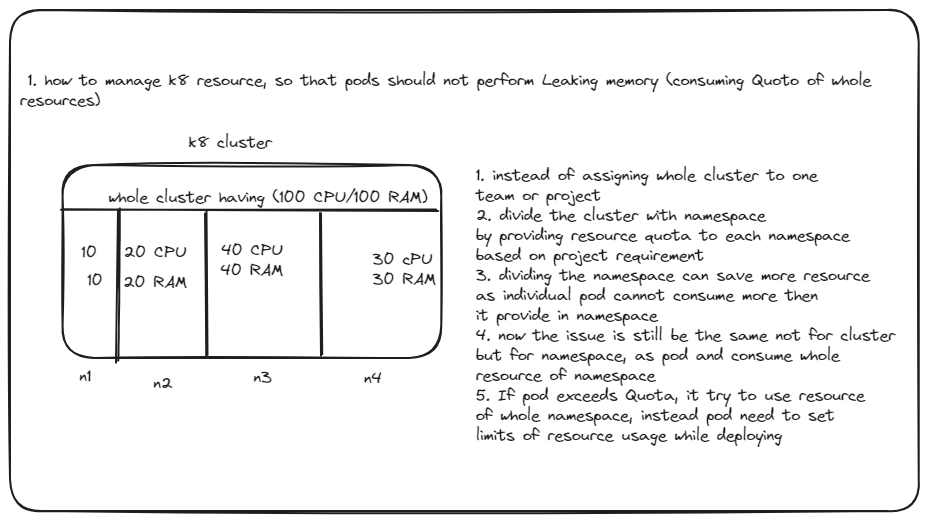 1. how to manage k8 resource, so that pods should not perform Leaking memory (consuming Quoto of whole
resources)
k8 cluster
whole cluster having (100 CPU/100 RAM)
10
10
20 CPU
20 RAM
40 CPU
40 RAM
30 cPU
30 RAM
n1
n2
n3
n4
1. instead of assigning whole cluster to one
team or project
2. divide the cluster with namespace
by providing resource quota to each namespace
based on project requirement
3. dividing the namespace can save more resource
as individual pod cannot consume more then
it provide in namespace
4. now the issue is still be the same not for cluster
but for namespace, as pod and consume whole
resource of namespace
5. If pod exceeds Quota, it try to use resource
of whole namespace, instead pod need to set
limits of resource usage while deploying